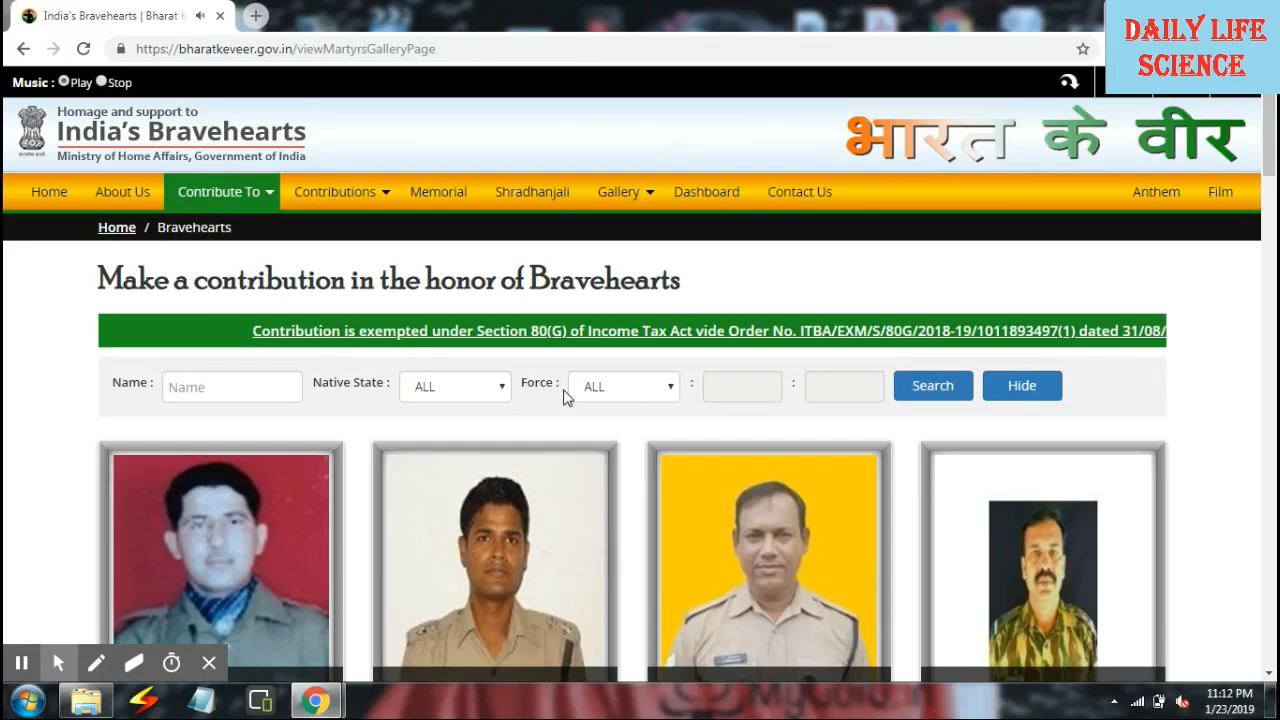 India's Bravehearts | Bharat K
DAILY LIFE
SCIENCE
https://bharatkeveer.gov.in/viewMartyrsGalleryPage
Music : Play Stop
Homage and support to
India's Bravehearts
Ministry of Home Affairs, Government of India
भारत के वीर
Home About Us Contribute To Contributions Memorial Shradhanjali Gallery Dashboard Contact Us Anthem Film
Home / Bravehearts
Make a contribution in the honor of Bravehearts
Contribution is exempted under Section 80(G) of Income Tax Act vide Order No. ITBA/EXM/S/80G/2018-19/1011893497(1) dated 31/08/
Name : Name Native State : ALL Force : ALL : : Search Hide
11:12 PM
1/23/2019